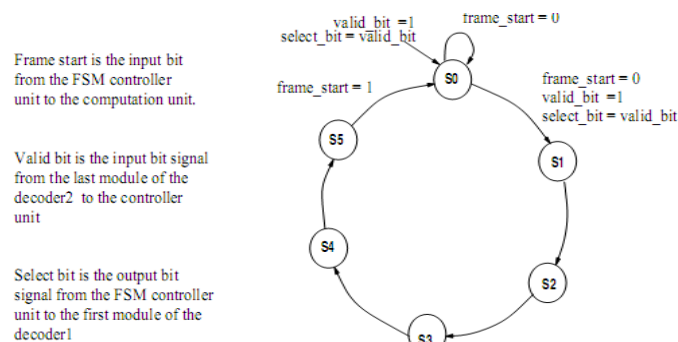 Frame start is the input bit
from the FSM controller
unit to the computation unit.
Valid bit is the input bit signal
from the last module of the
decoder2 to the controller
unit
Select bit is the output bit
signal from the FSM controller
unit to the first module of the
decoder1
valid_bit =1
select_bit = valid_bit
frame_start = 0
frame_start = 1
S0
frame_start = 0
valid_bit =1
select_bit = valid_bit
S5
S1
S4
S2
S3